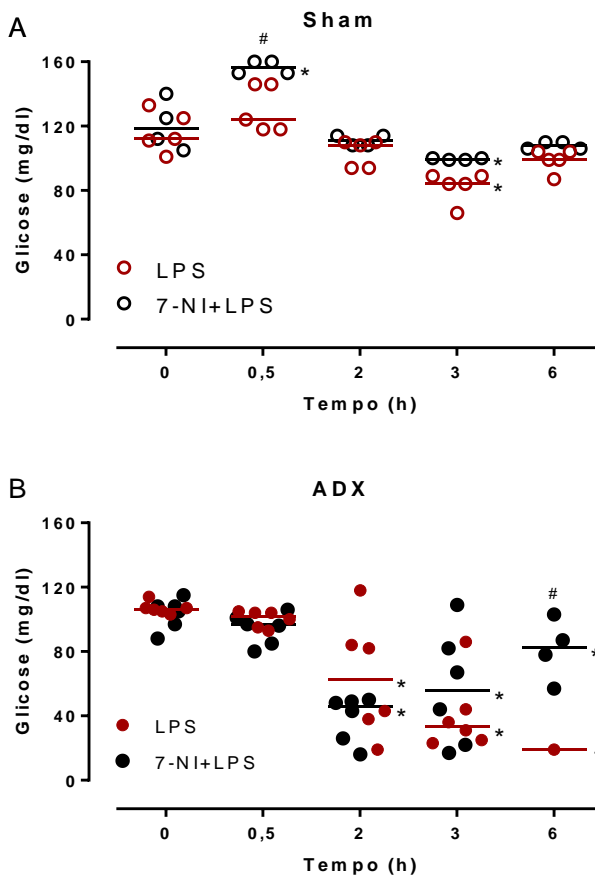 A
Sham
#
160
*
120
80
*
*
40
0
Glicose (mg/dl)
LPS
7-NI+LPS
0 0,5 2 3 6
Tempo (h)
B
ADX
160
120
#
80
*
*
*
40
*
*
0
Glicose (mg/dl)
LPS
7-NI+LPS
0 0,5 2 3 6
Tempo (h)